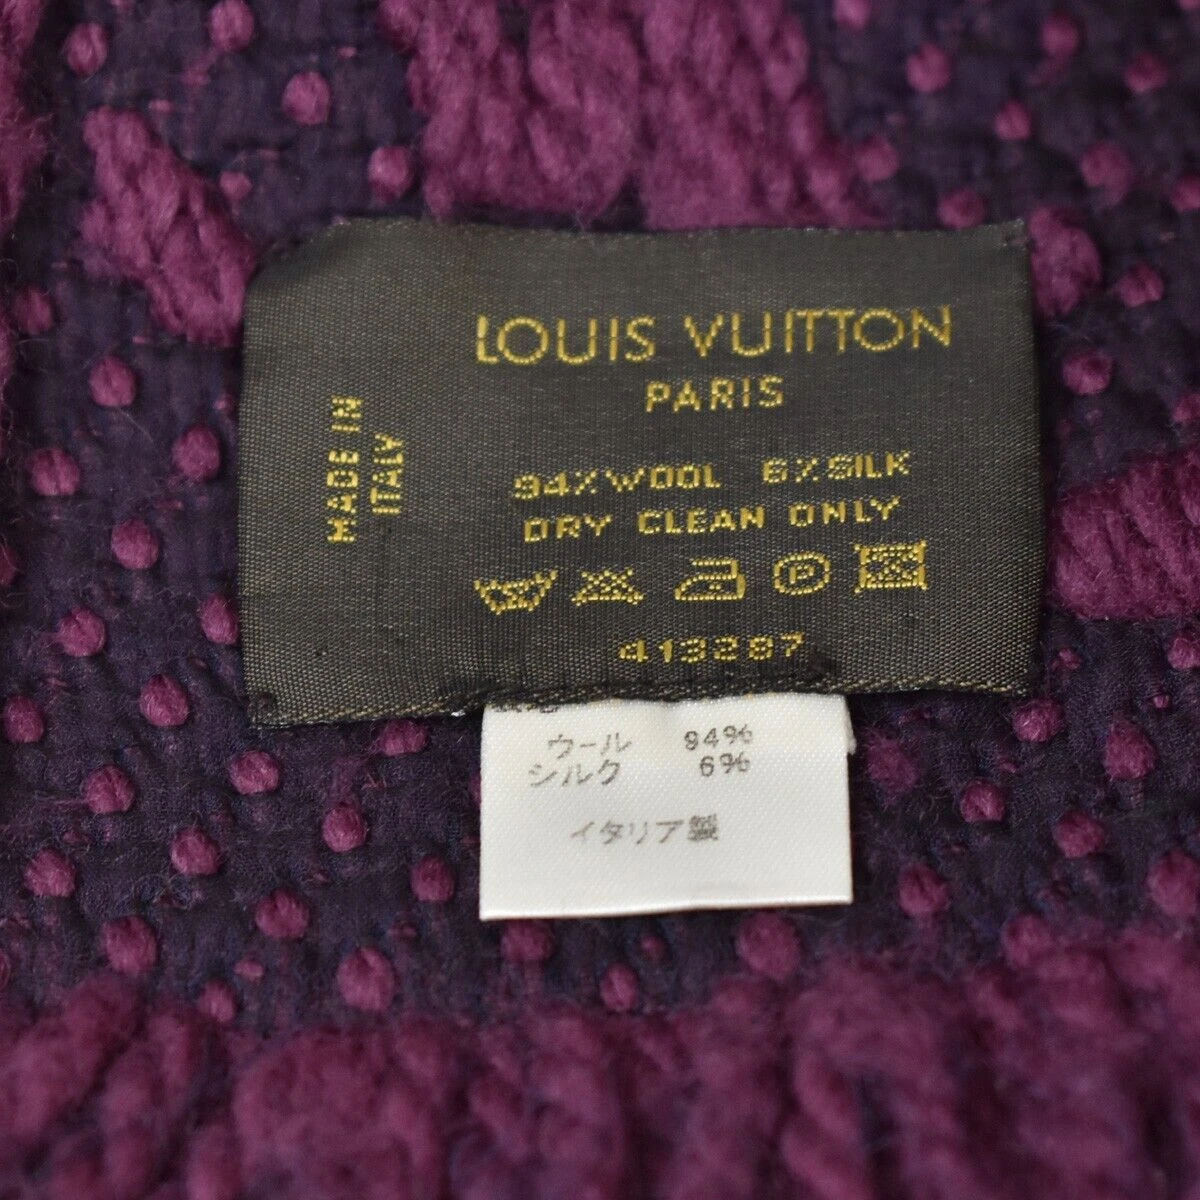 LOUIS VUITTON
PARIS
MADE IN
ITALY
94% WOOL 6% SILK
DRY CLEAN ONLY
P
413287
ウール 94%
シルク 6%
イタリア製